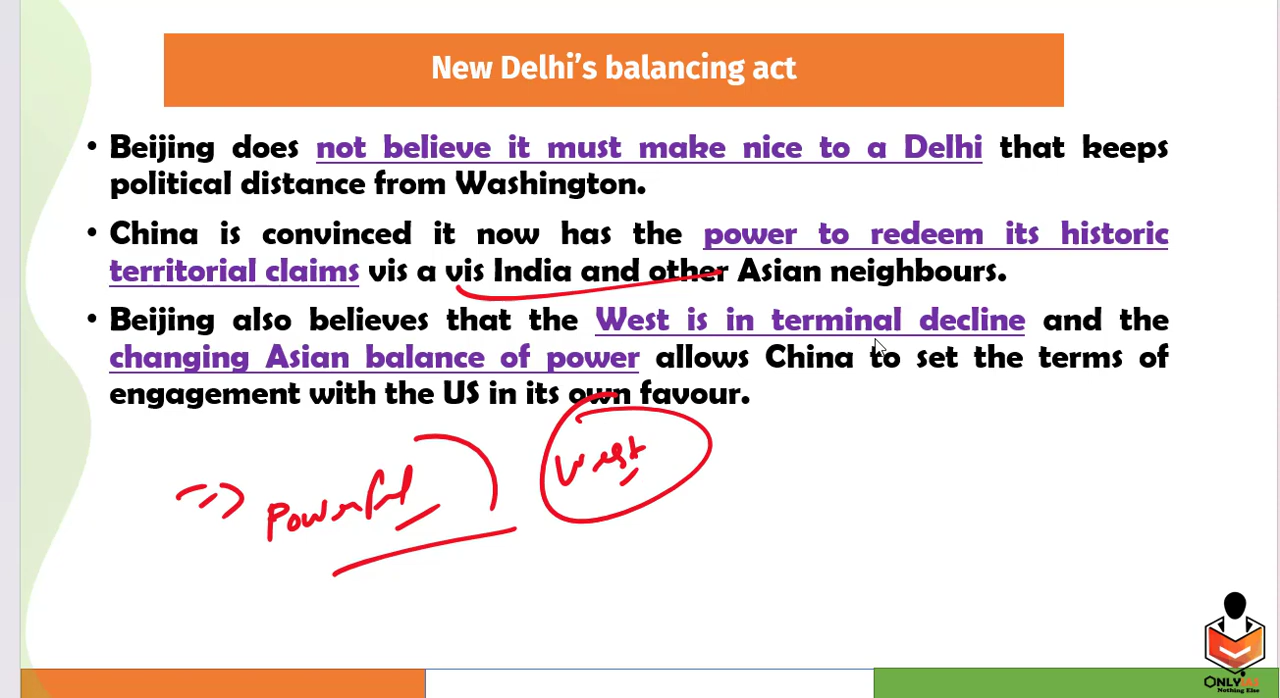 New Delhi's balancing act
• Beijing does not believe it must make nice to a Delhi that keeps
political distance from Washington.
• China is convinced it now has the power to redeem its historic
territorial claims vis a vis India and other Asian neighbours.
• Beijing also believes that the West is in terminal decline and the
changing Asian balance of power allows China to set the terms of
engagement with the US in its own favour.
West
=> Powerful
ONLYIAS
Nothing Else